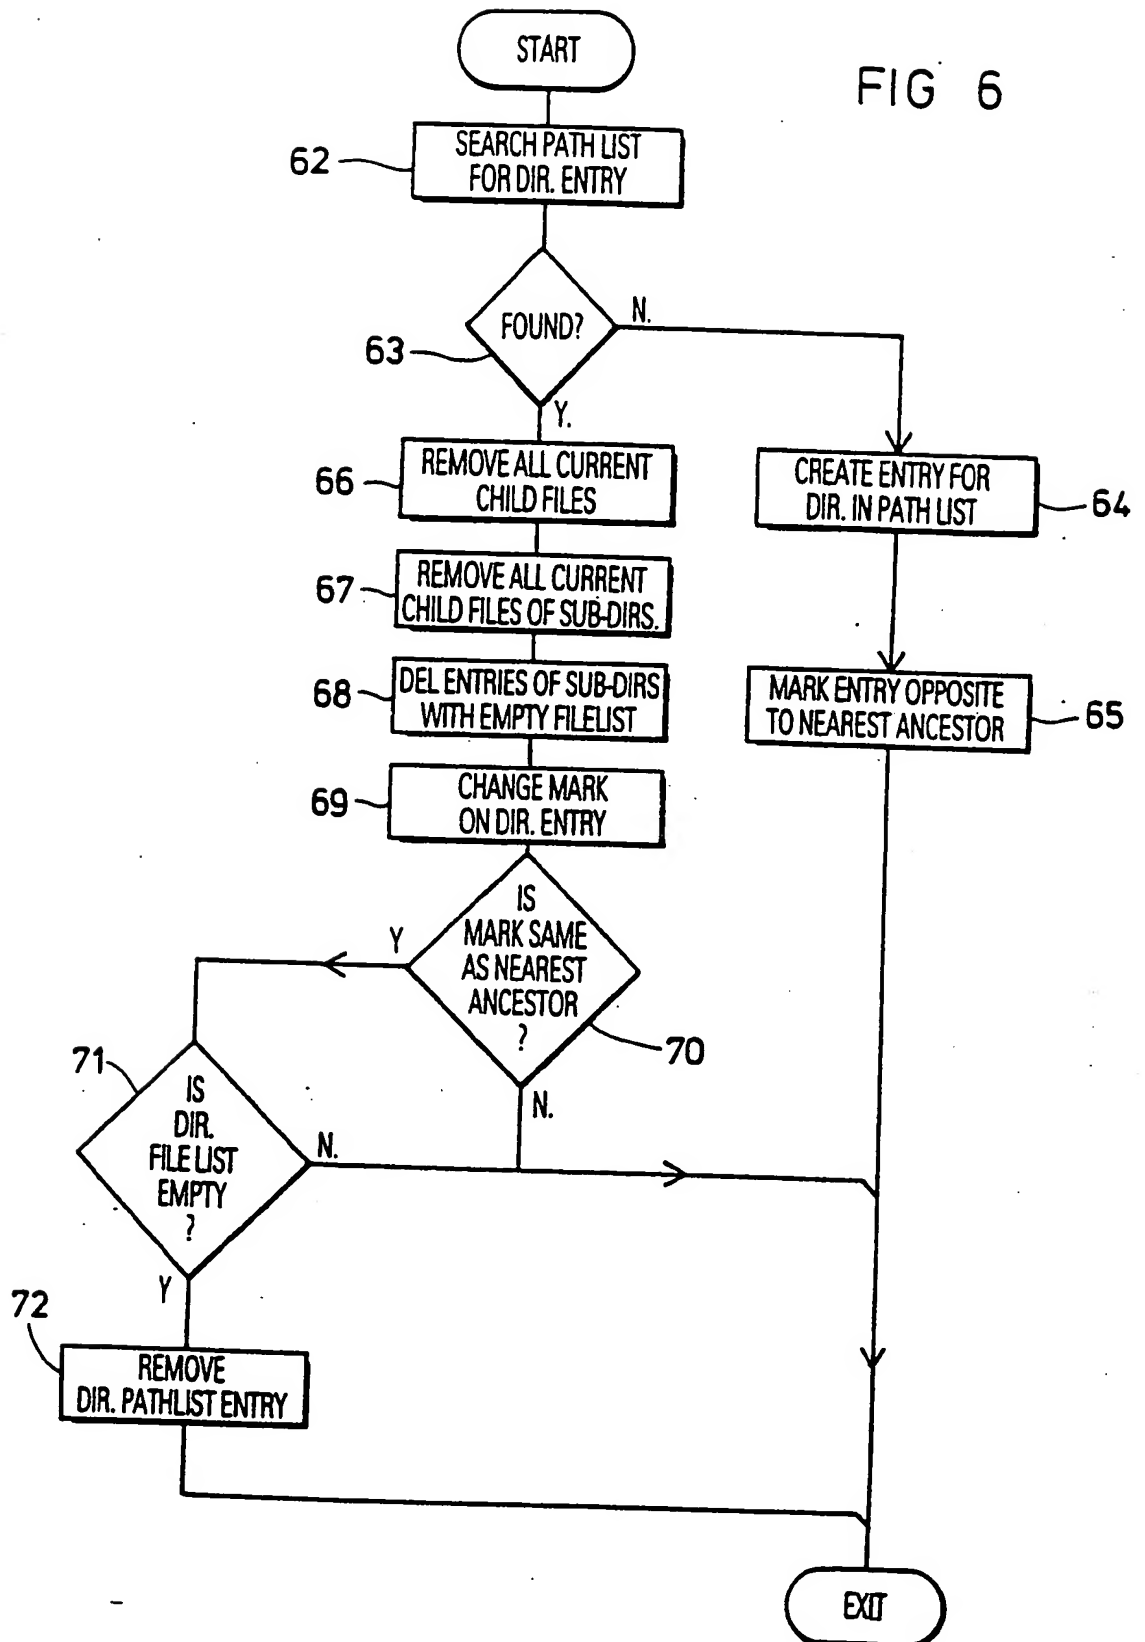 START
FIG 6
62
SEARCH PATH LIST
FOR DIR. ENTRY
FOUND?
N.
63
Y.
66
REMOVE ALL CURRENT
CHILD FILES
CREATE ENTRY FOR
DIR. IN PATH LIST
64
67
REMOVE ALL CURRENT
CHILD FILES OF SUB-DIRS.
68
DEL ENTRIES OF SUB-DIRS
WITH EMPTY FILELIST
MARK ENTRY OPPOSITE
TO NEAREST ANCESTOR
65
69
CHANGE MARK
ON DIR. ENTRY
IS
MARK SAME
AS NEAREST
ANCESTOR
?
Y
70
N.
71
IS
DIR.
FILE LIST
EMPTY
?
N.
Y
72
REMOVE
DIR. PATHLIST ENTRY
EXIT